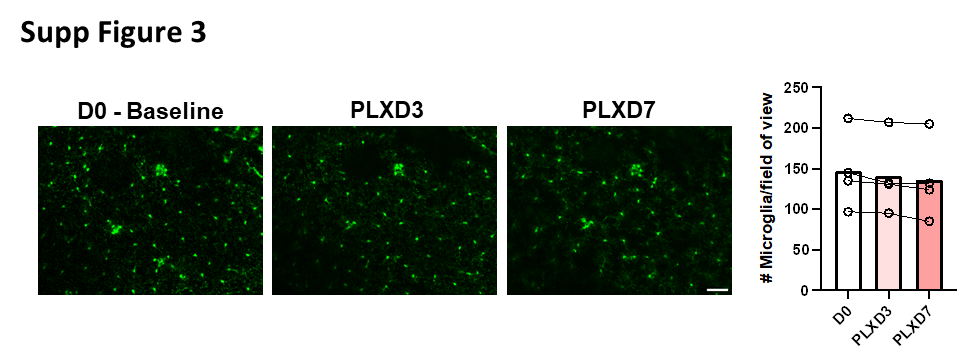 Supp Figure 3
D0 - Baseline
PLXD3
PLXD7
# Microglia/field of view
250
200
150
100
50
0
D0
PLXD3
PLXD7